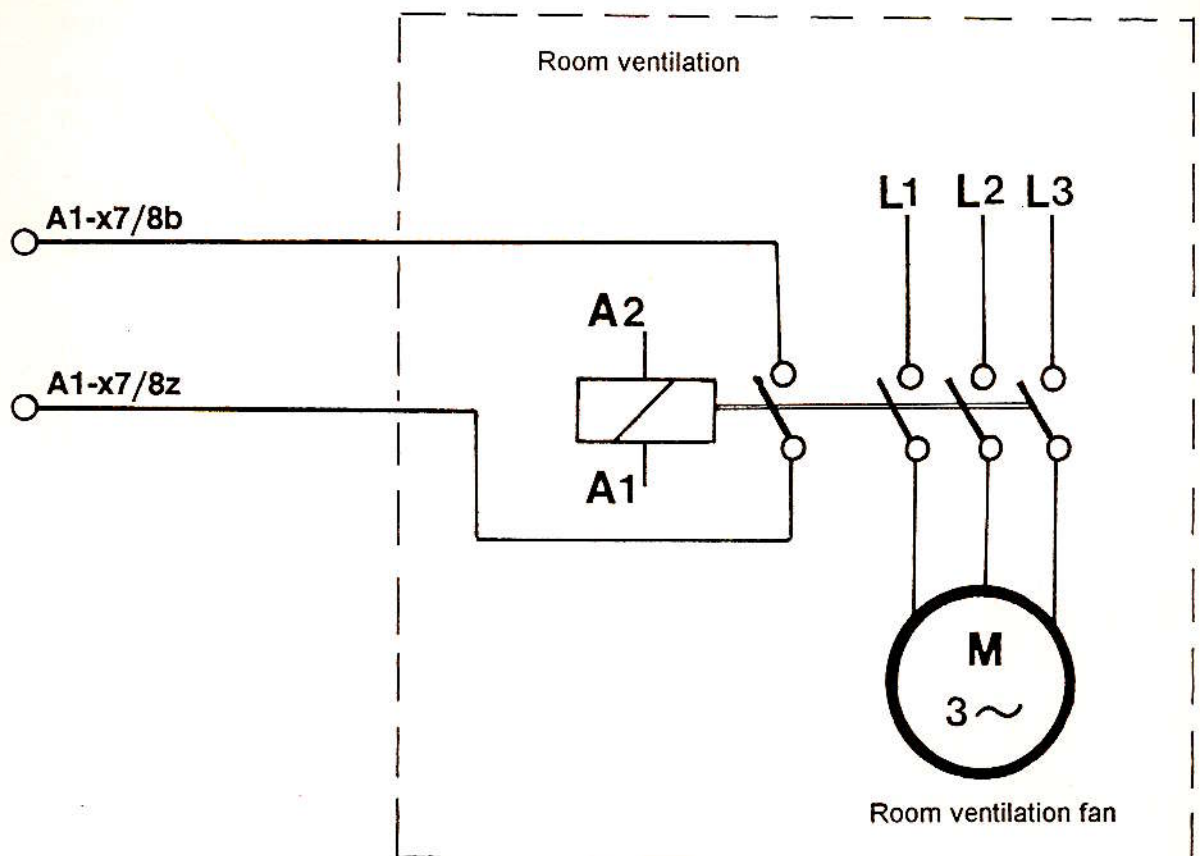 Room ventilation
L1 L2 L3
A1-x7/8b
A2
A1-x7/8z
A1
M
3~
Room ventilation fan